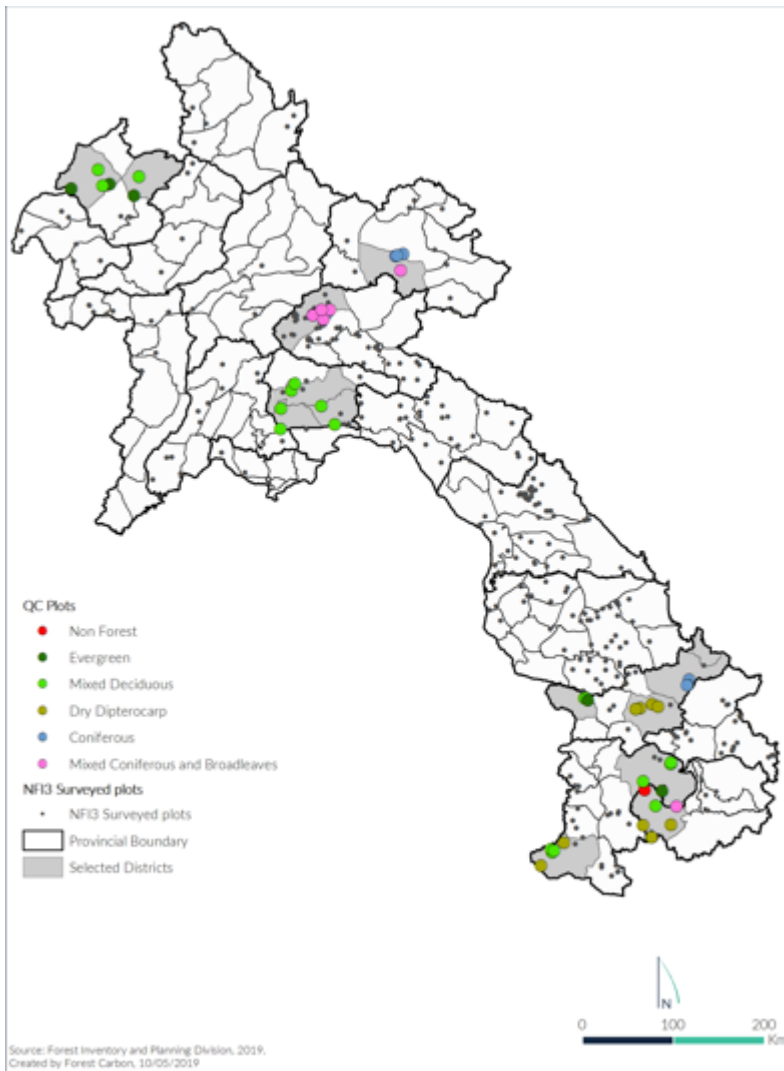 QC Plots
Non Forest
Evergreen
Mixed Deciduous
Dry Dipterocarp
Coniferous
Mixed Coniferous and Broadleaves
NFI3 Surveyed plots
NFI3 Surveyed plots
Provincial Boundary
Selected Districts
N
0 100 200
Km
Source: Forest Inventory and Planning Division, 2019,
Created by Forest Carbon, 10/05/2019